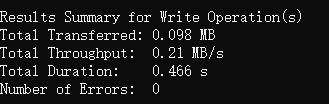 Results Summary for Write Operation(s)
Total Transferred: 0.098 MB
Total Throughput:  0.21 MB/s
Total Duration:    0.466 s
Number of Errors:  0